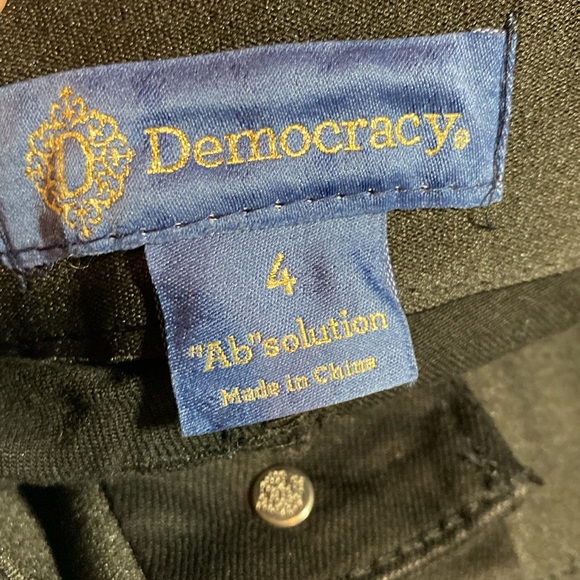 D Democracy®
4
"Ab"solution
Made in China